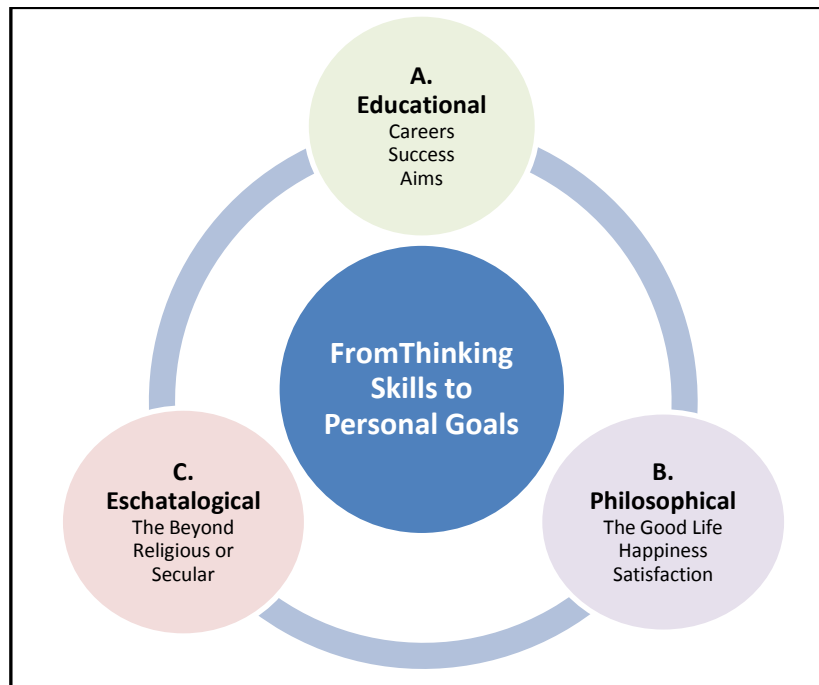 A.
Educational
Careers
Success
Aims
FromThinking
Skills to
Personal Goals
C.
Eschatalogical
The Beyond
Religious or
Secular
B.
Philosophical
The Good Life
Happiness
Satisfaction